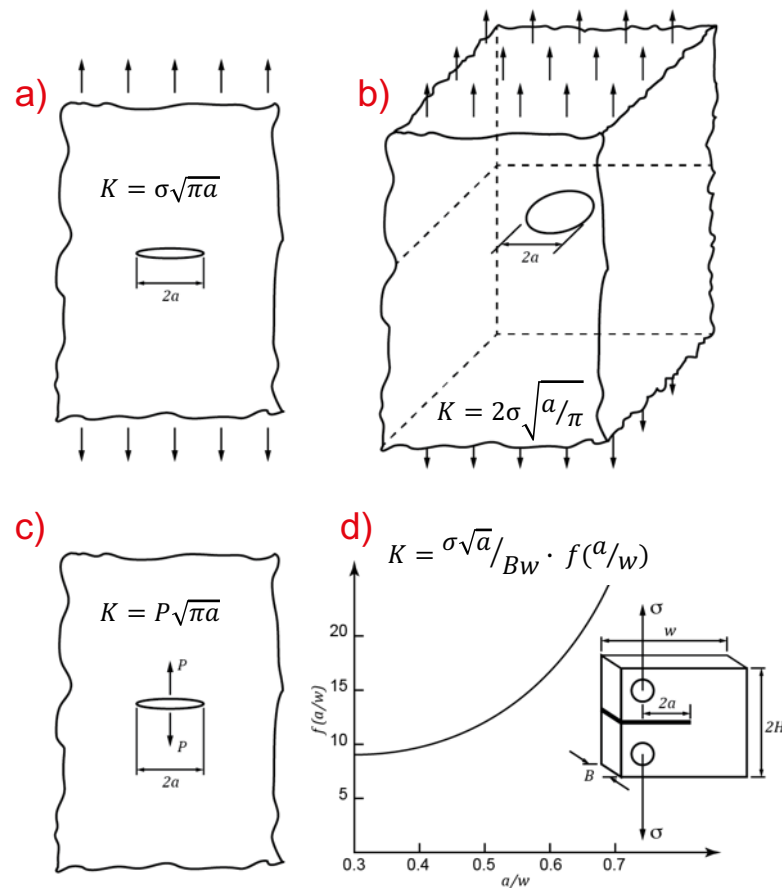 a)
K = σ√πa
2a
b)
2a
K = 2σ√a/π
c)
K = P√πa
P
P
2a
d)
K = σ√a/Bw · f(a/w)
f(a/w)
20
15
10
5
0
0.3
0.4
0.5
0.6
0.7
a/w
σ
w
2a
2H
B
σ